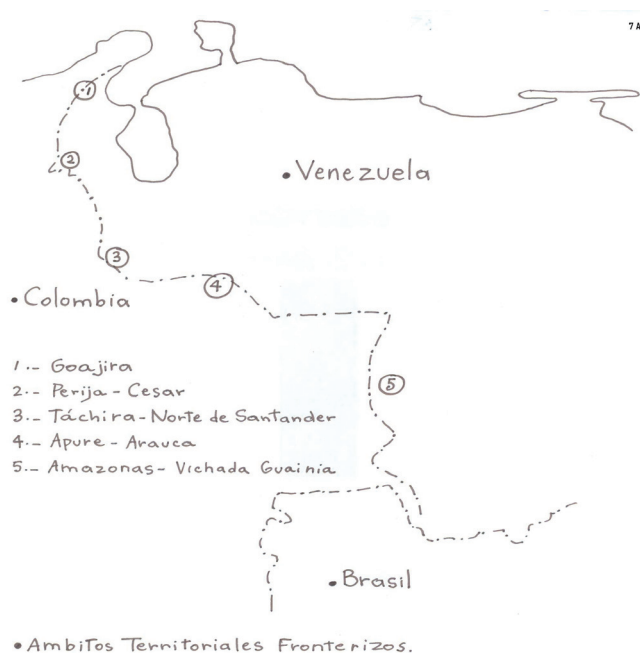 7A
①
②
• Venezuela
③
④
• Colombia
⑤
1.- Goajira
2.- Perija - Cesar
3.- Táchira - Norte de Santander
4.- Apure - Arauca
5.- Amazonas - Vichada Guainia
• Brasil
• Ambitos Territoriales Fronterizos.